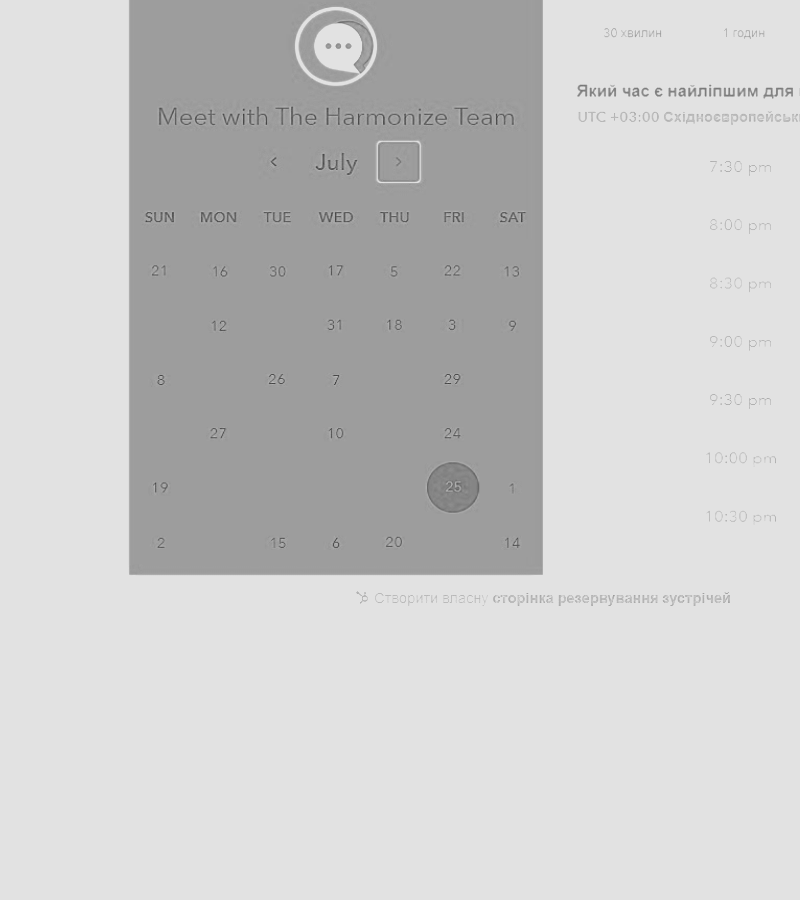 Meet with The Harmonize Team
July
SUN MON TUE WED THU FRI SAT
21 16 30 17 5 22 13
12 31 18 3 9
8 26 7 29
27 10 24
19 25 1
2 15 6 20 14
30 хвилин 1 годин
Який час є найліпшим для
UTC +03:00 Східноєвропейськ
7:30 pm
8:00 pm
8:30 pm
9:00 pm
9:30 pm
10:00 pm
10:30 pm
Створити власну сторінка резервування зустрічей